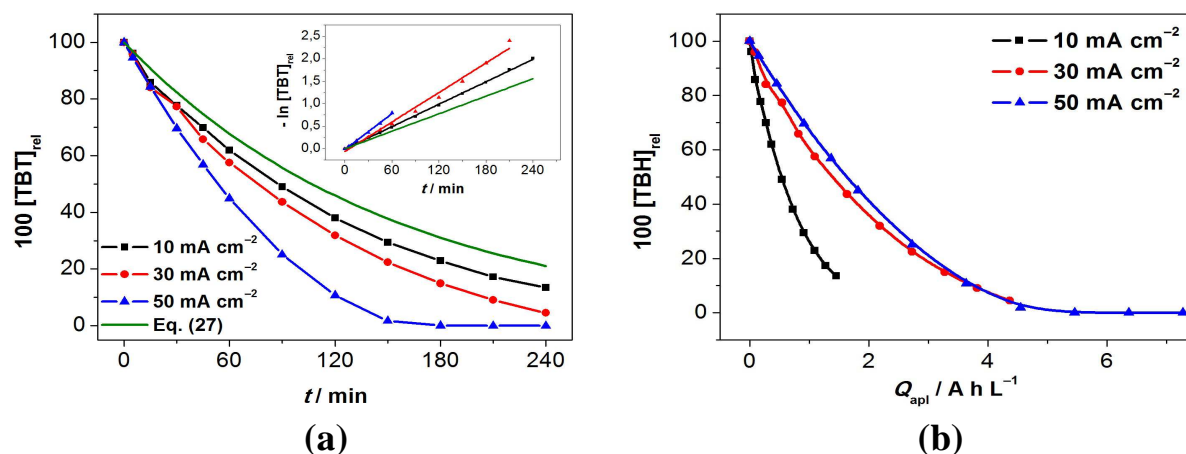 100 [TBT]rel
100
80
60
40
20
0
0 60 120 180 240
t / min
10 mA cm⁻²
30 mA cm⁻²
50 mA cm⁻²
Eq. (27)
- ln [TBT]rel
2,5
2,0
1,5
1,0
0,5
0,0
0 60 120 180 240
t / min
(a)
100 [TBH]rel
100
80
60
40
20
0
0 2 4 6
Qapl / A h L⁻¹
10 mA cm⁻²
30 mA cm⁻²
50 mA cm⁻²
(b)